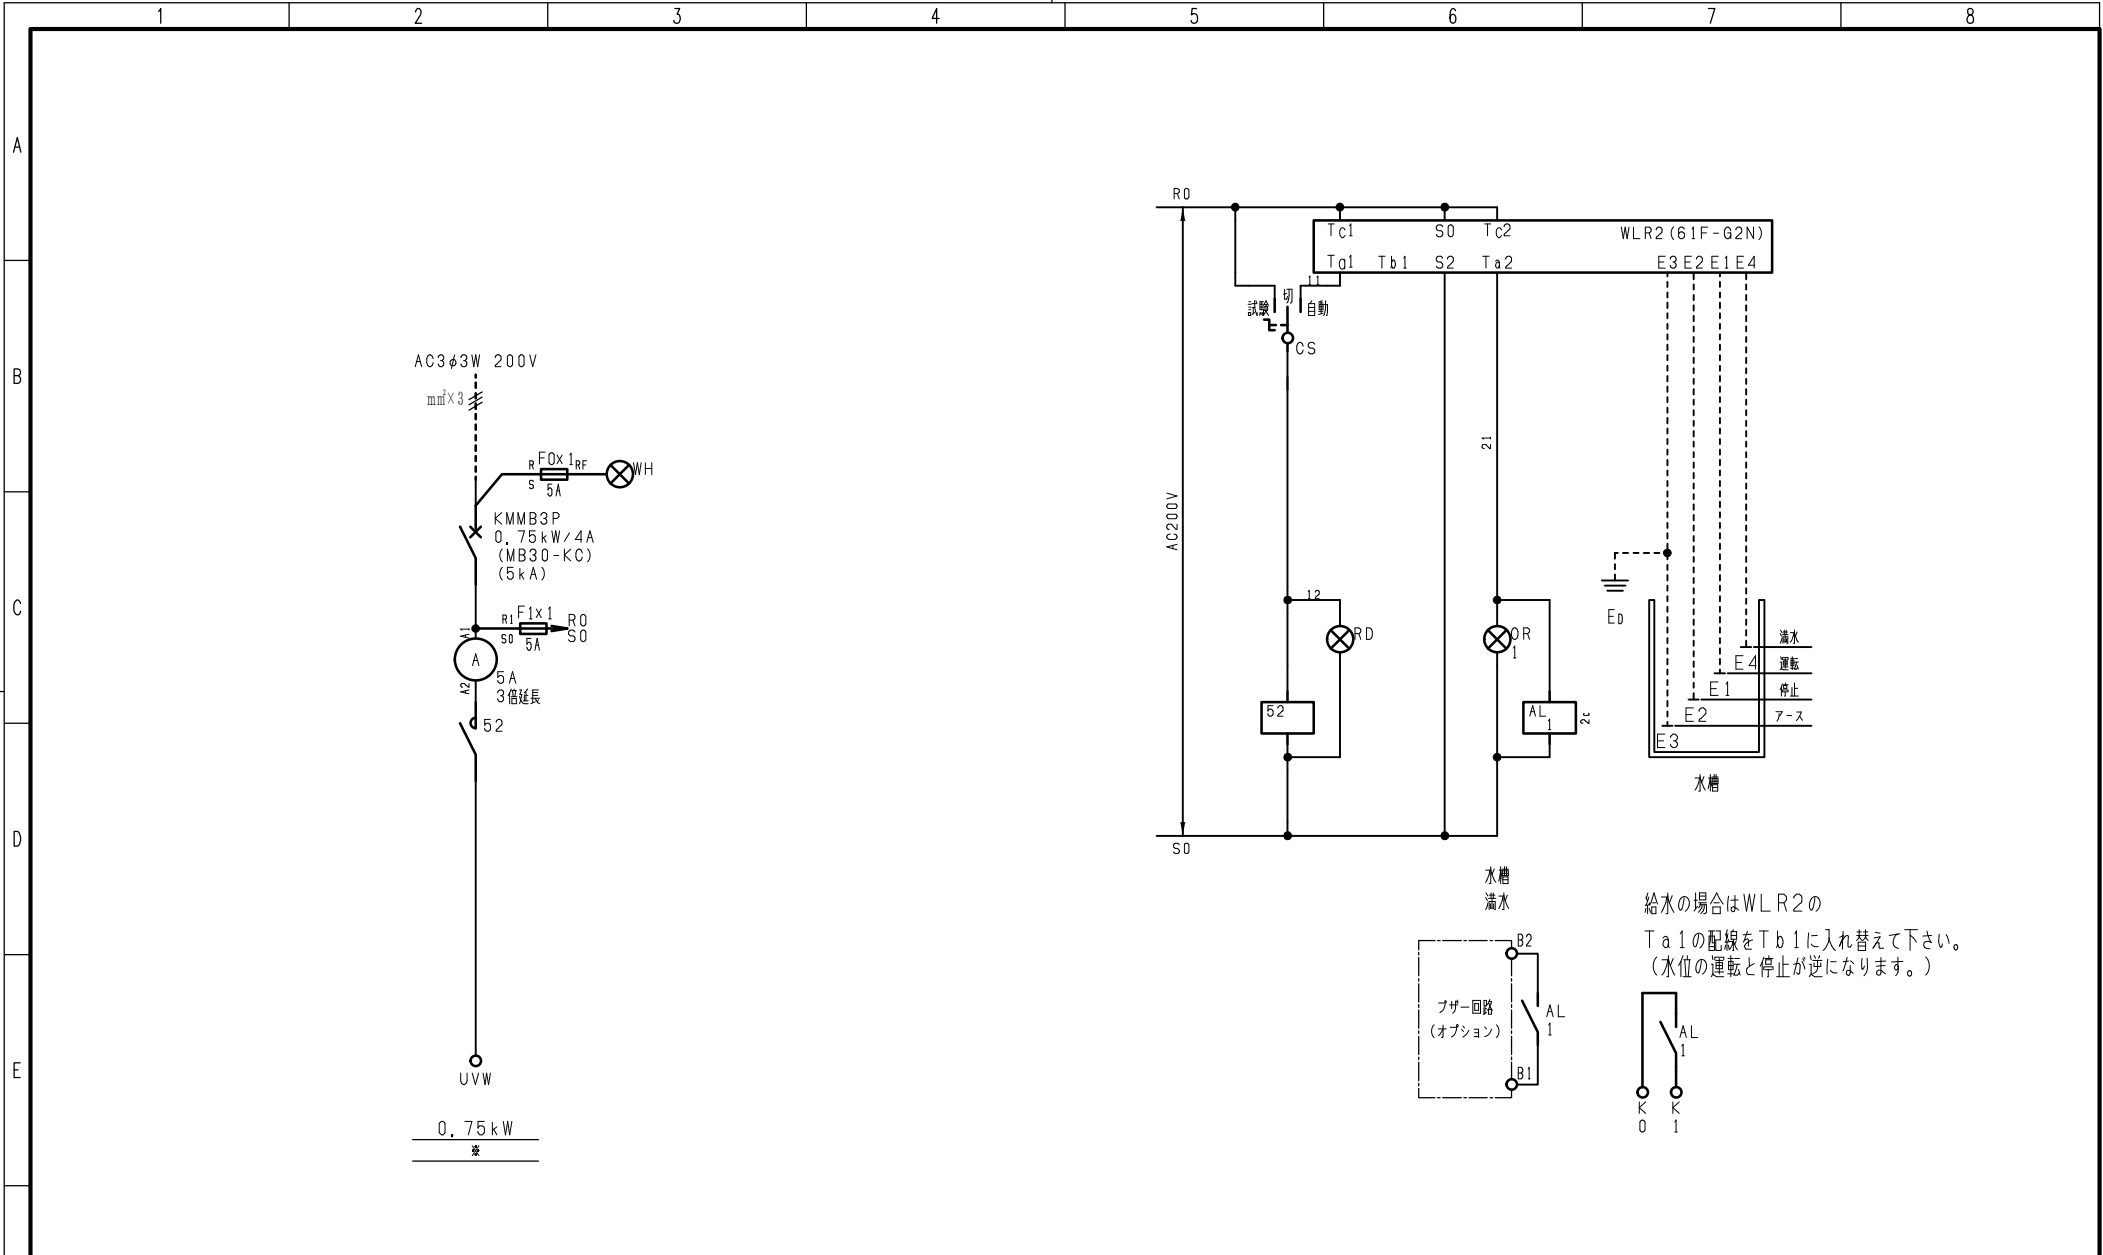 1 2 3 4 5 6 7 8
A
B
C
D
E
AC3φ3W 200V
mm²×3
R
F0x1
RF
S
5A
WH
KMMB3P
0.75kW/4A
(MB30-KC)
(5kA)
A1
R1
F1x1
R0
S0
5A
S0
A
A2
5A
3倍延長
52
UVW
0.75kW
※
R0
Tc1 S0 Tc2 WLR2(61F-G2N)
Ta1 Tb1 S2 Ta2 E3 E2 E1 E4
11
試験 切 自動
CS
21
AC200V
12
RD
OR
1
52
AL
1
2c
ED
満水
E4 運転
E1 停止
E2 アース
E3
水槽
S0
水槽
満水
給水の場合はWLR2の
Ta1の配線をTb1に入れ替えて下さい。
(水位の運転と停止が逆になります。)
B2
ブザー回路
(オプション)
AL
1
B1
AL
1
K
0
K
1